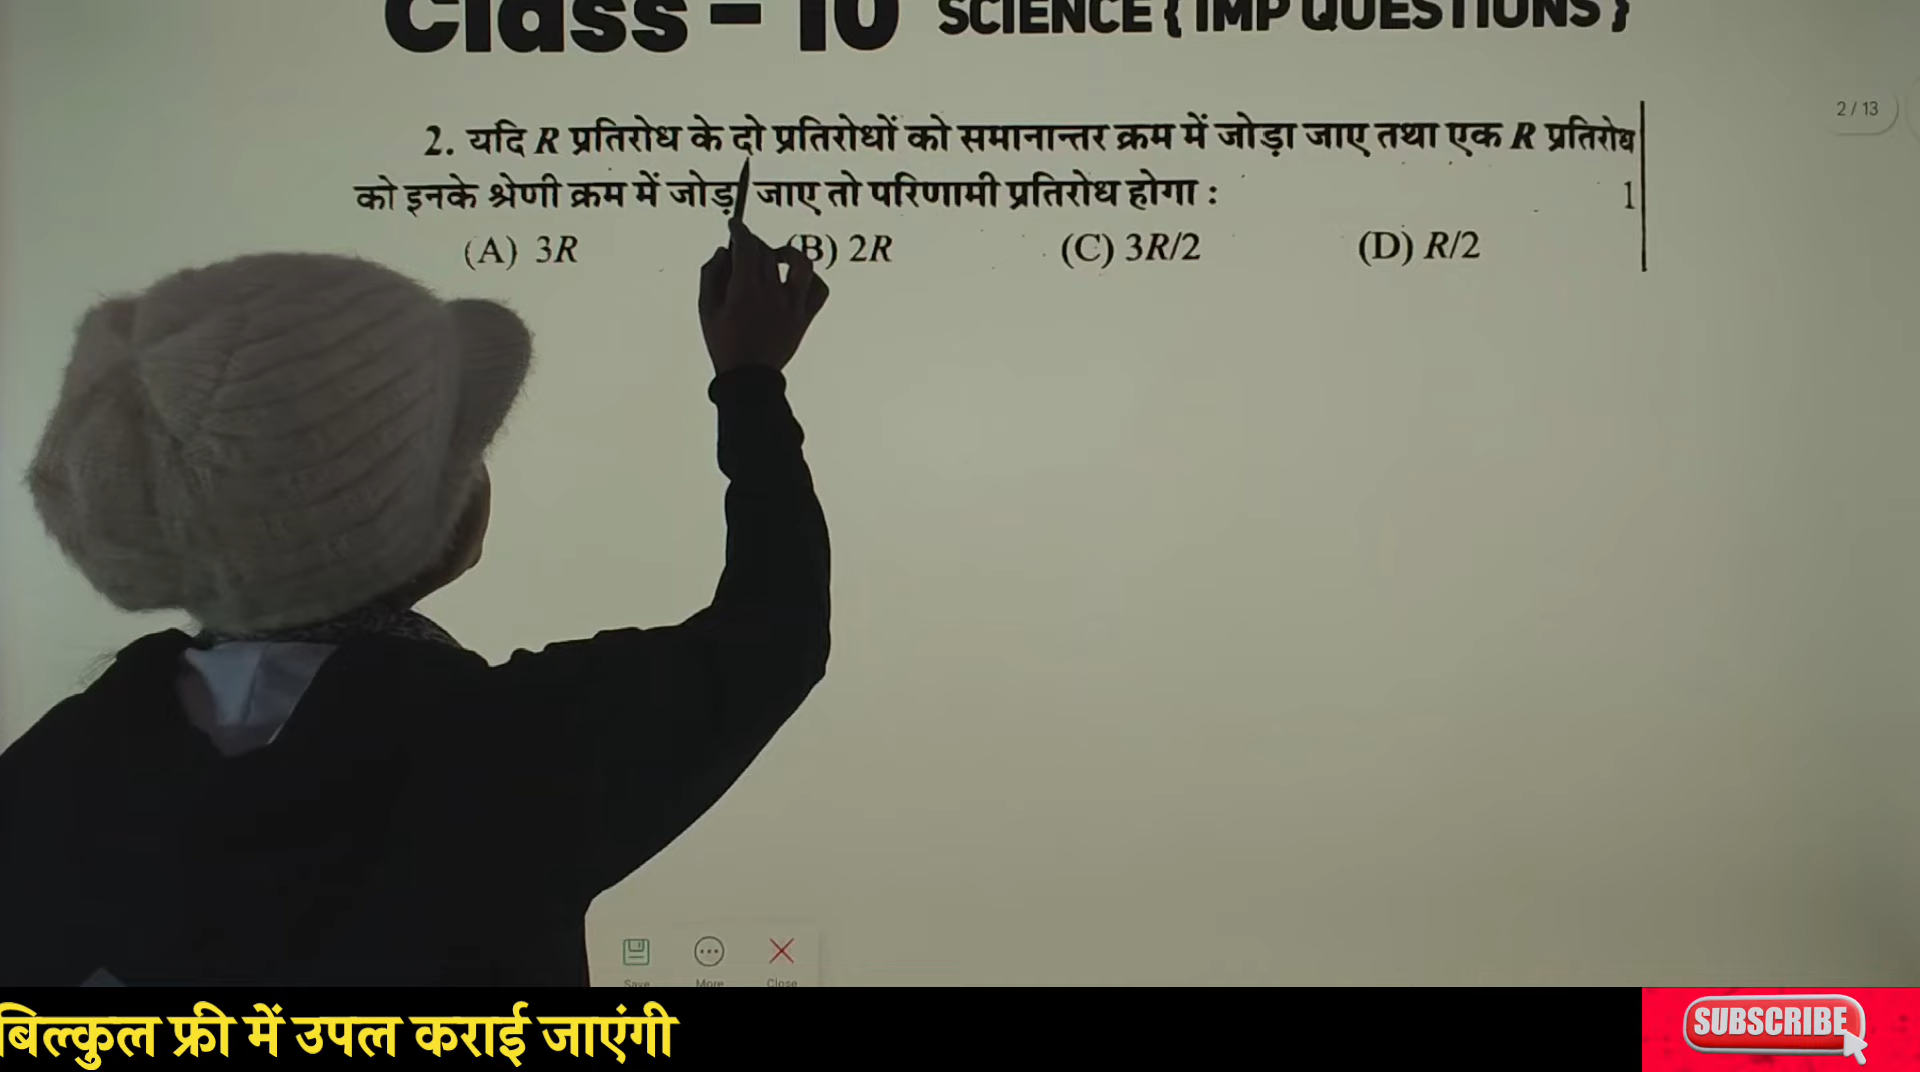 Class - 10 SCIENCE { IMP QUESTIONS }
2 / 13
2. यदि R प्रतिरोध के दो प्रतिरोधों को समानान्तर क्रम में जोड़ा जाए तथा एक R प्रतिरोध
को इनके श्रेणी क्रम में जोड़ा जाए तो परिणामी प्रतिरोध होगा : 1
(A) 3R (B) 2R (C) 3R/2 (D) R/2
Save More Close
बिल्कुल फ्री में उपल कराई जाएंगी
SUBSCRIBE